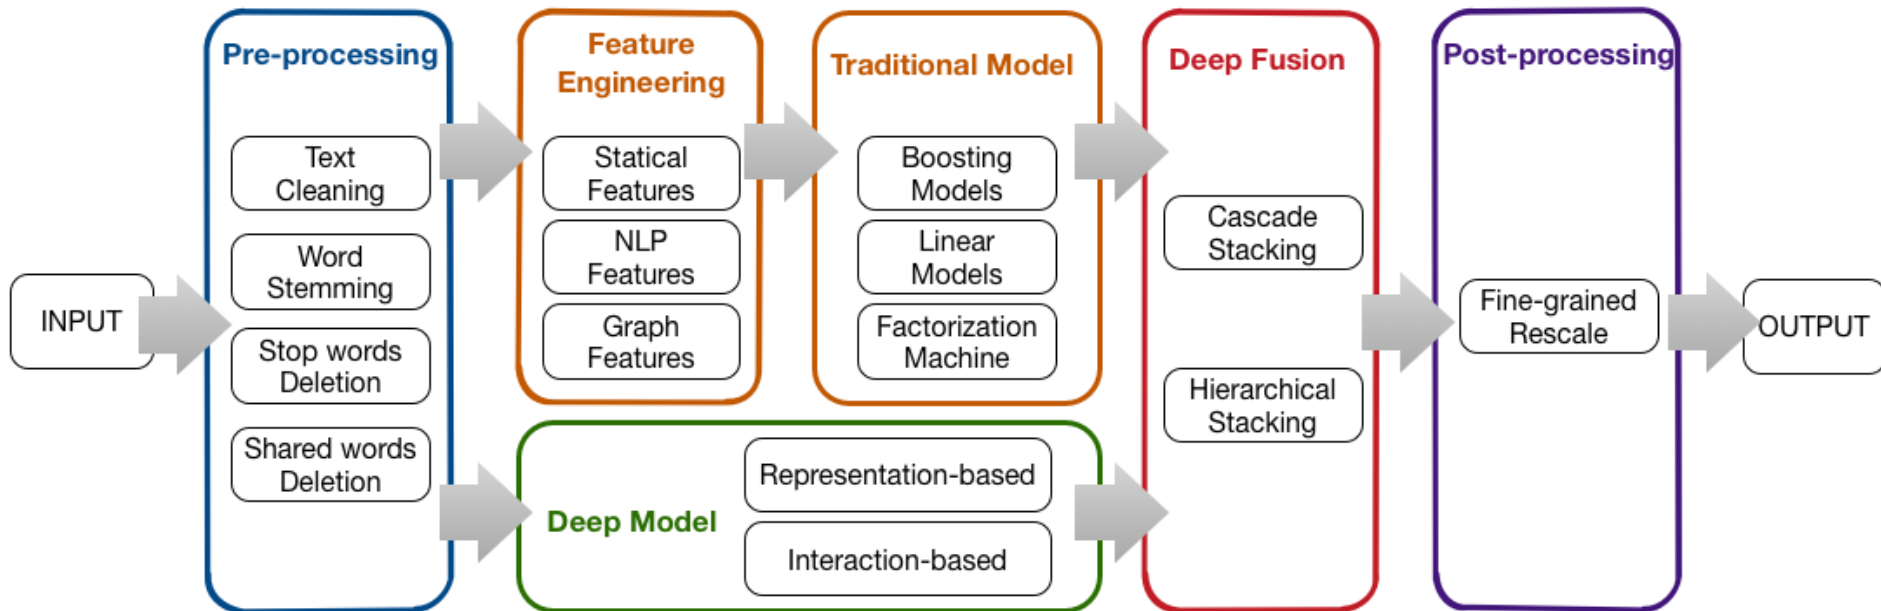 INPUT
Pre-processing
Text
Cleaning
Word
Stemming
Stop words
Deletion
Shared words
Deletion
Feature
Engineering
Statical
Features
NLP
Features
Graph
Features
Traditional Model
Boosting
Models
Linear
Models
Factorization
Machine
Deep Model
Representation-based
Interaction-based
Deep Fusion
Cascade
Stacking
Hierarchical
Stacking
Post-processing
Fine-grained
Rescale
OUTPUT